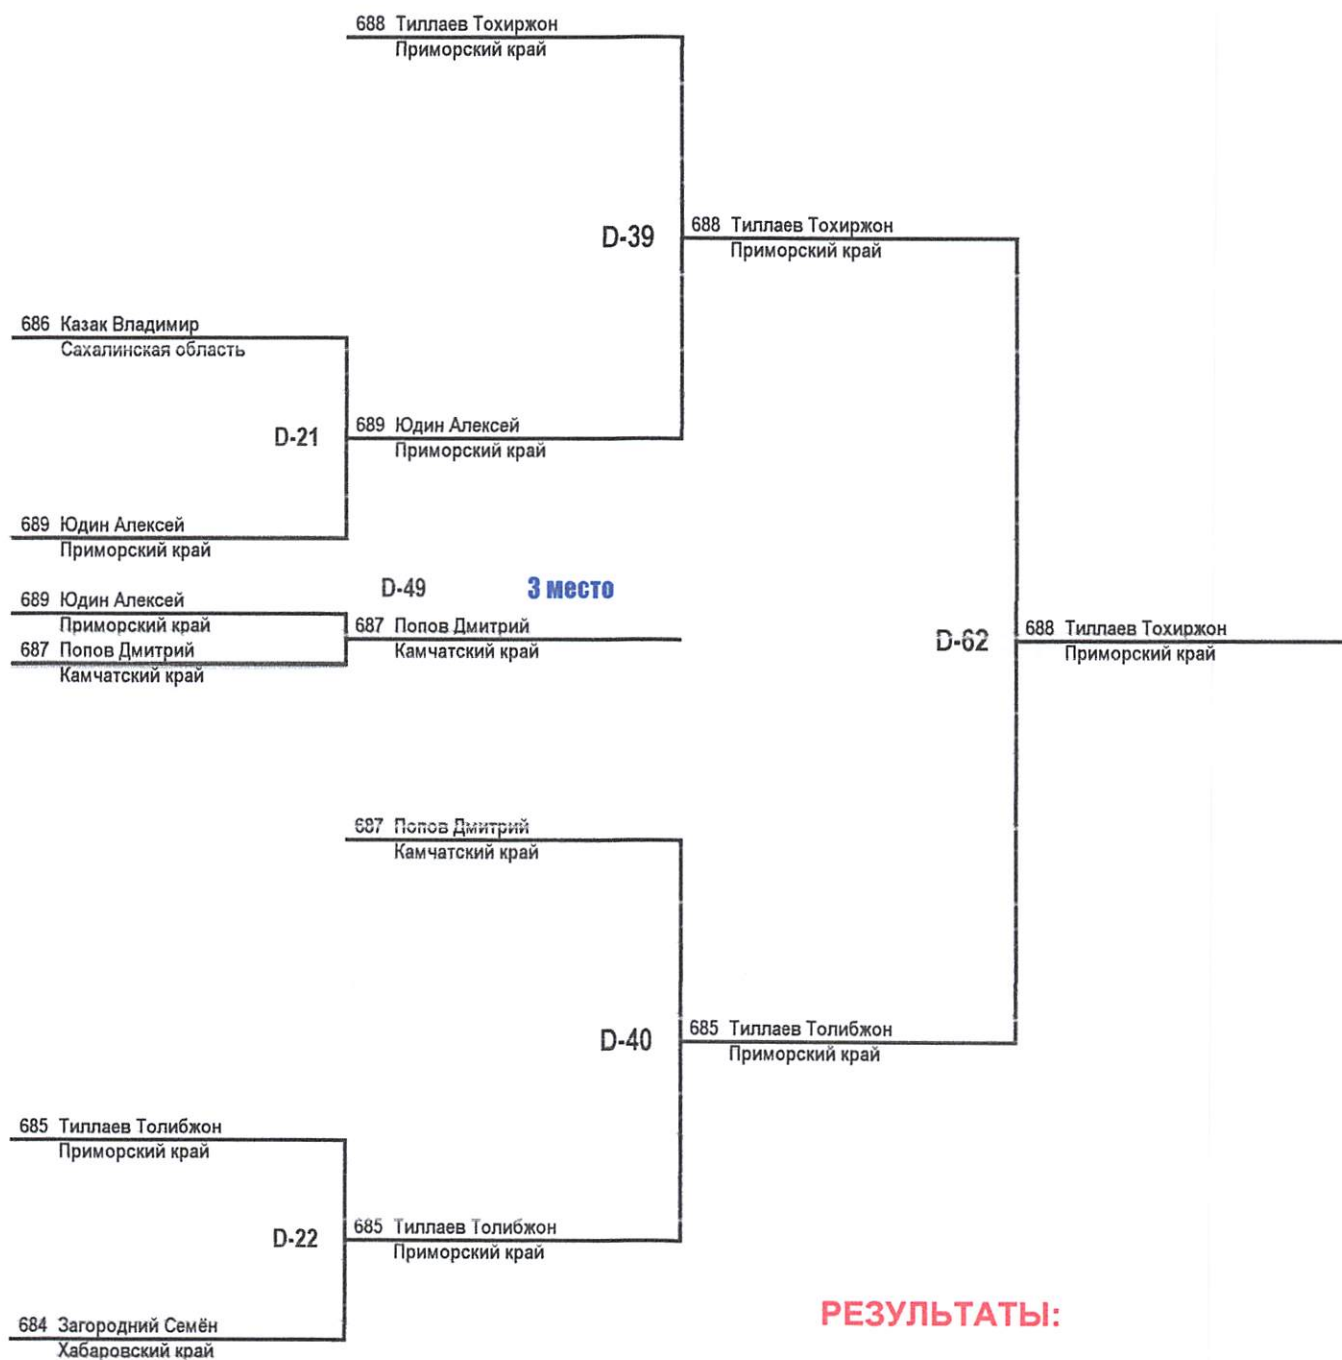 688 Тиллаев Тохиржон
Приморский край
D-39
688 Тиллаев Тохиржон
Приморский край
686 Казак Владимир
Сахалинская область
D-21
689 Юдин Алексей
Приморский край
689 Юдин Алексей
Приморский край
D-49
3 место
689 Юдин Алексей
Приморский край
687 Попов Дмитрий
Камчатский край
687 Попов Дмитрий
Камчатский край
D-62
688 Тиллаев Тохиржон
Приморский край
687 Попов Дмитрий
Камчатский край
D-40
685 Тиллаев Толибжон
Приморский край
685 Тиллаев Толибжон
Приморский край
D-22
685 Тиллаев Толибжон
Приморский край
684 Загородний Семён
Хабаровский край
РЕЗУЛЬТАТЫ: